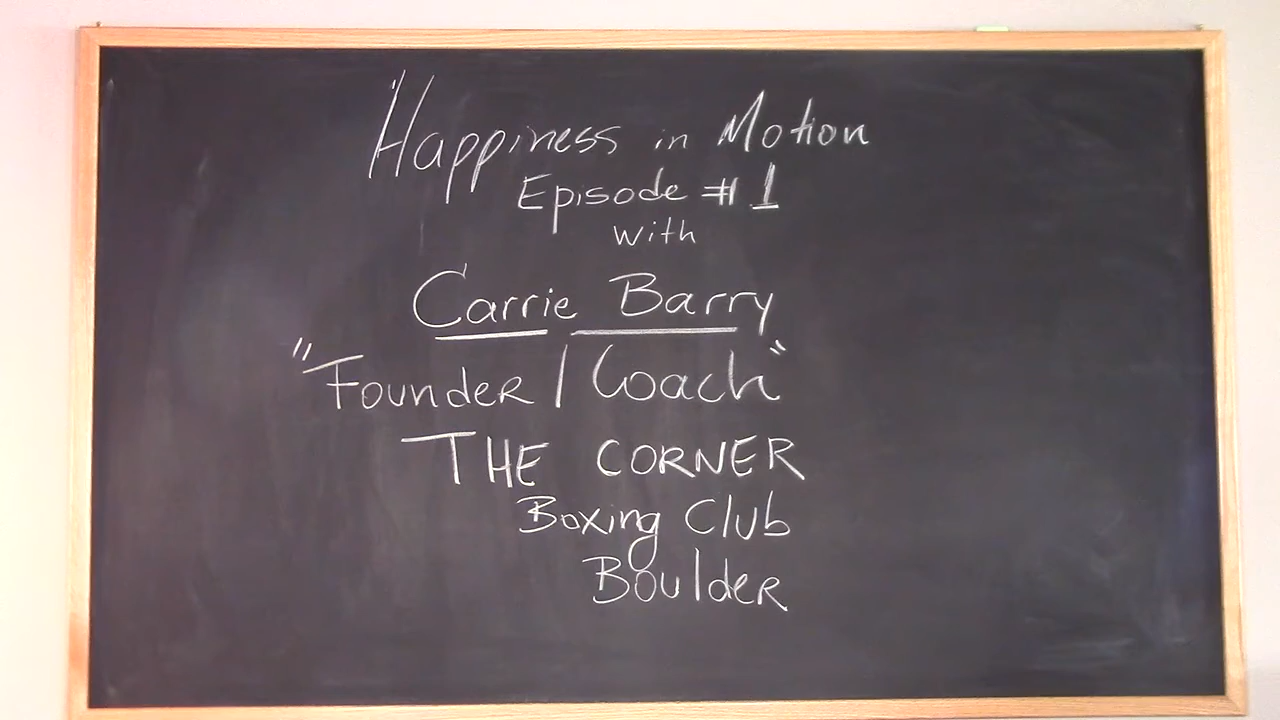 Happiness in Motion
Episode #1
with
Carrie Barry
"Founder / Coach"
THE CORNER
Boxing Club
Boulder